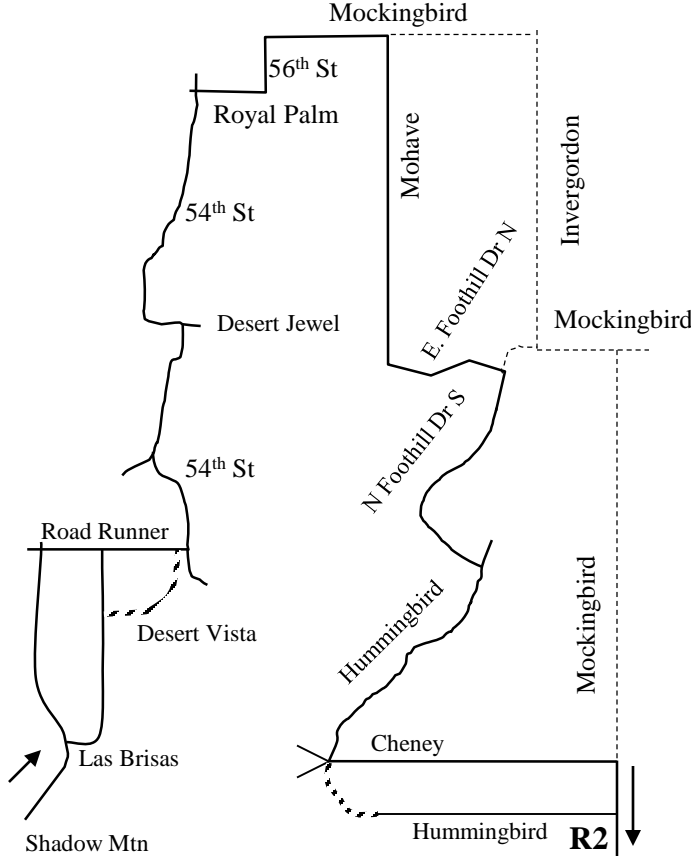 Mockingbird
56th St
Royal Palm
Mohave
Invergordon
54th St
E. Foothill Dr N
Desert Jewel
Mockingbird
N Foothill Dr S
54th St
Road Runner
Desert Vista
Hummingbird
Mockingbird
Las Brisas
Cheney
Shadow Mtn
Hummingbird
R2